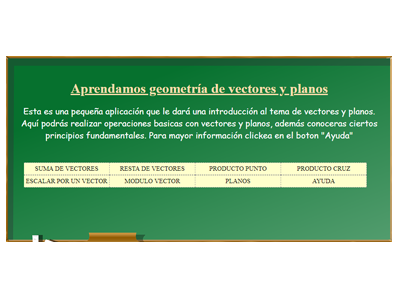 Aprendamos geometría de vectores y planos
Esta es una pequeña aplicación que le dará una introducción al tema de vectores y planos.
Aquí podrás realizar operaciones basicas con vectores y planos, además conoceras ciertos
principios fundamentales. Para mayor información clickea en el boton "Ayuda"
SUMA DE VECTORES RESTA DE VECTORES PRODUCTO PUNTO PRODUCTO CRUZ
ESCALAR POR UN VECTOR MODULO VECTOR PLANOS AYUDA